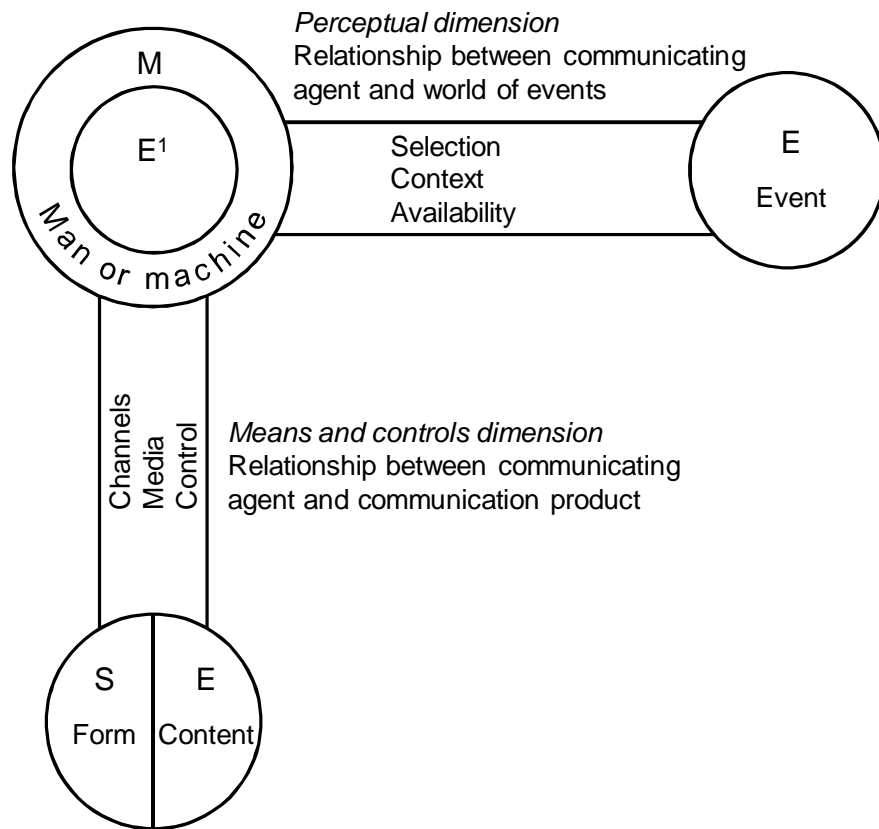 Perceptual dimension
Relationship between communicating
agent and world of events
M
E¹
Man or machine
Selection
Context
Availability
E
Event
Channels
Media
Control
Means and controls dimension
Relationship between communicating
agent and communication product
S
Form
E
Content